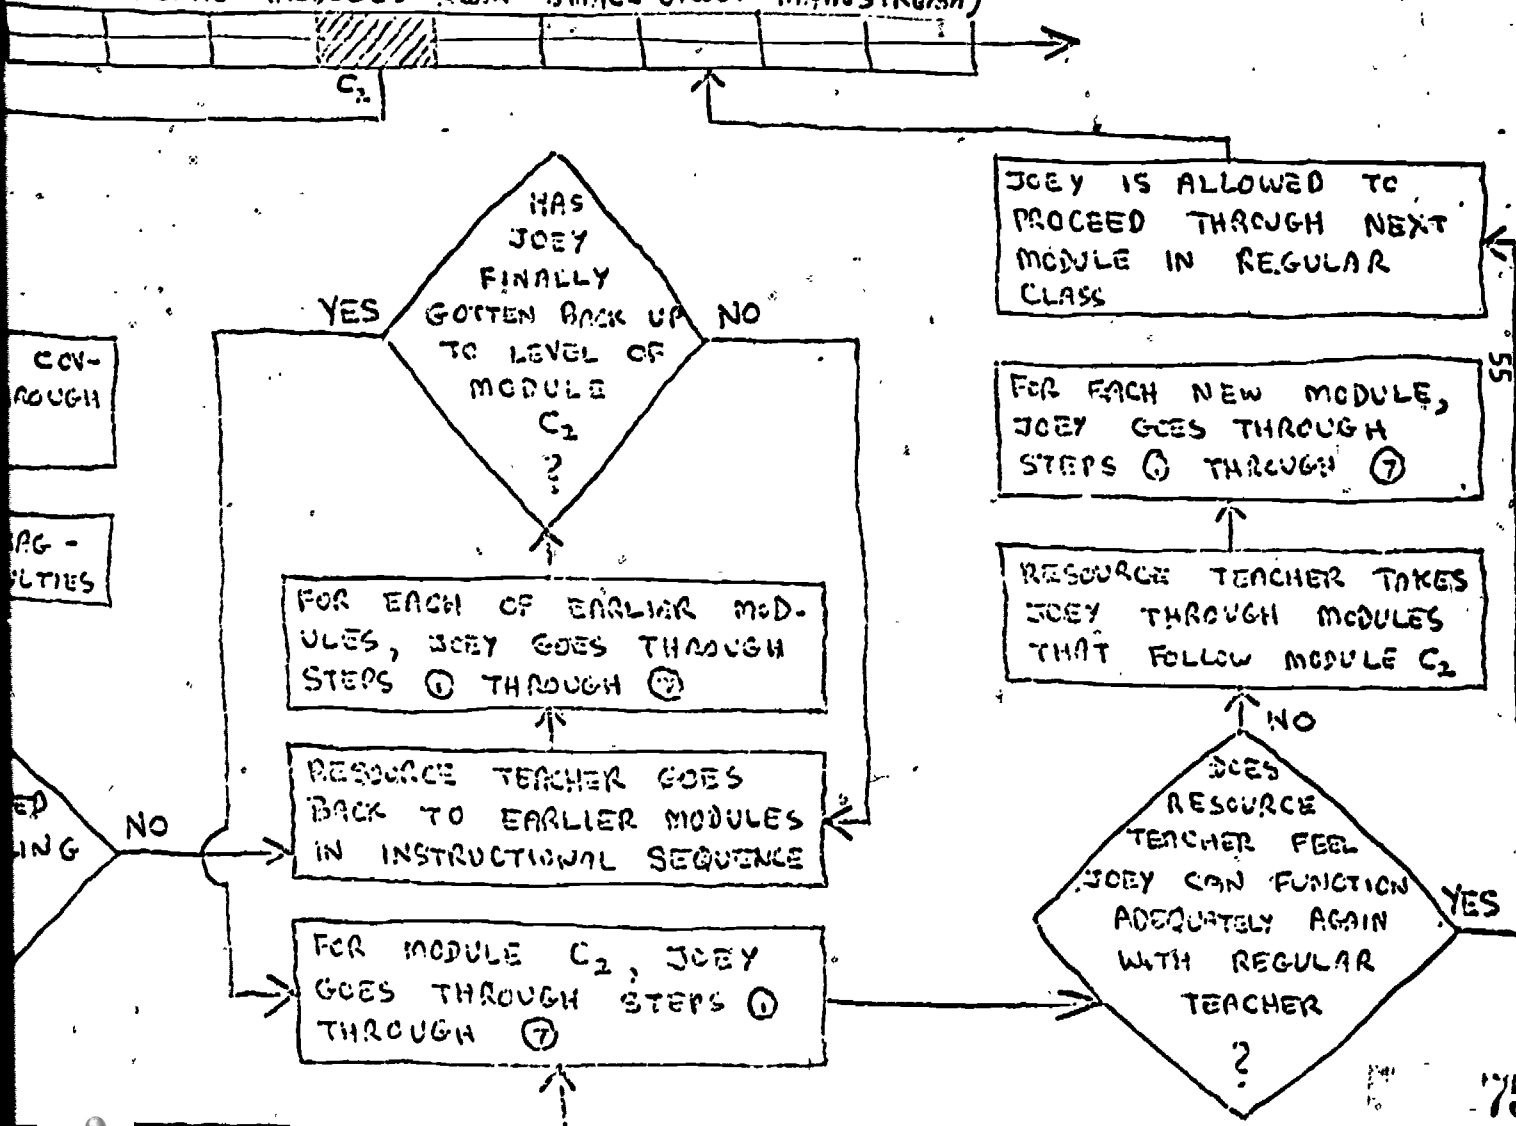 C₂
HAS
JOEY
FINALLY
GOTTEN BACK UP
TO LEVEL OF
MODULE
C₂
?
YES
NO
JOEY IS ALLOWED TO
PROCEED THROUGH NEXT
MODULE IN REGULAR
CLASS
55
COV-
ROUGH
FOR EACH NEW MODULE,
JOEY GOES THROUGH
STEPS ① THROUGH ⑦
RESOURCE TEACHER TAKES
JOEY THROUGH MODULES
THAT FOLLOW MODULE C₂
NO
ULTIES
FOR EACH OF EARLIER MOD-
ULES, JOEY GOES THROUGH
STEPS ① THROUGH ⑦
RESOURCE TEACHER GOES
BACK TO EARLIER MODULES
IN INSTRUCTIONAL SEQUENCE
NO
ING
FOR MODULE C₂, JOEY
GOES THROUGH STEPS ①
THROUGH ⑦
DOES
RESOURCE
TEACHER FEEL
JOEY CAN FUNCTION
ADEQUATELY AGAIN
WITH REGULAR
TEACHER
?
YES